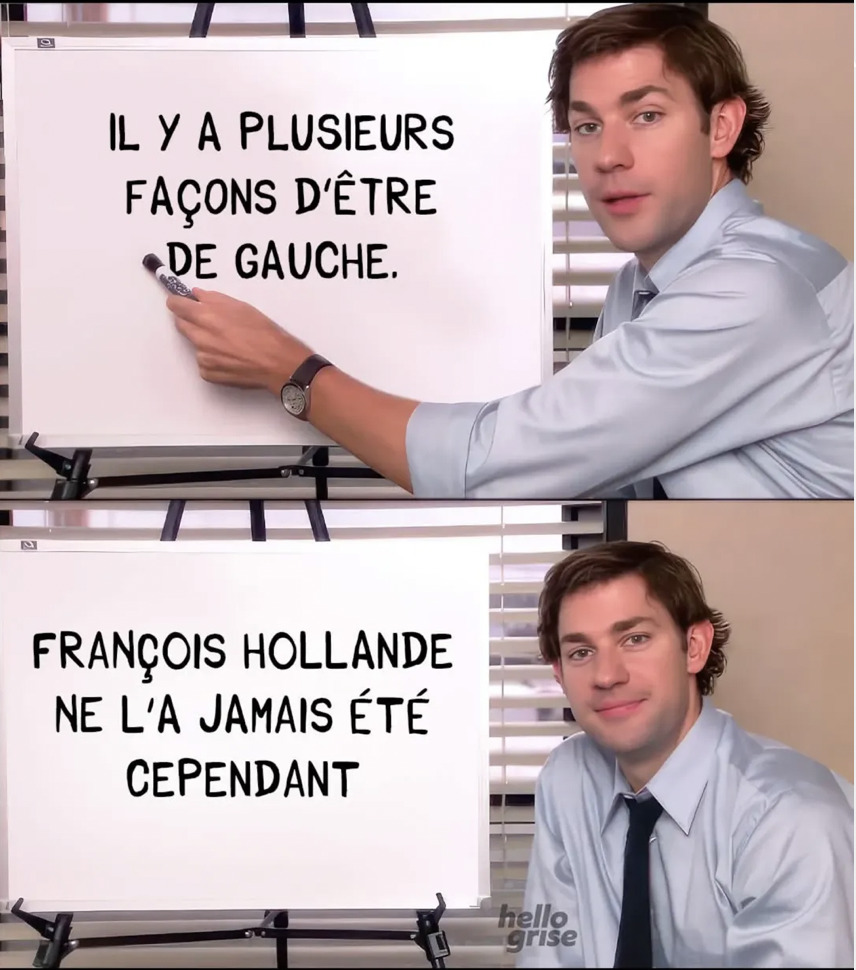 IL Y A PLUSIEURS
FAÇONS D'ÊTRE
DE GAUCHE.
FRANÇOIS HOLLANDE
NE L'A JAMAIS ÉTÉ
CEPENDANT
hello
grise